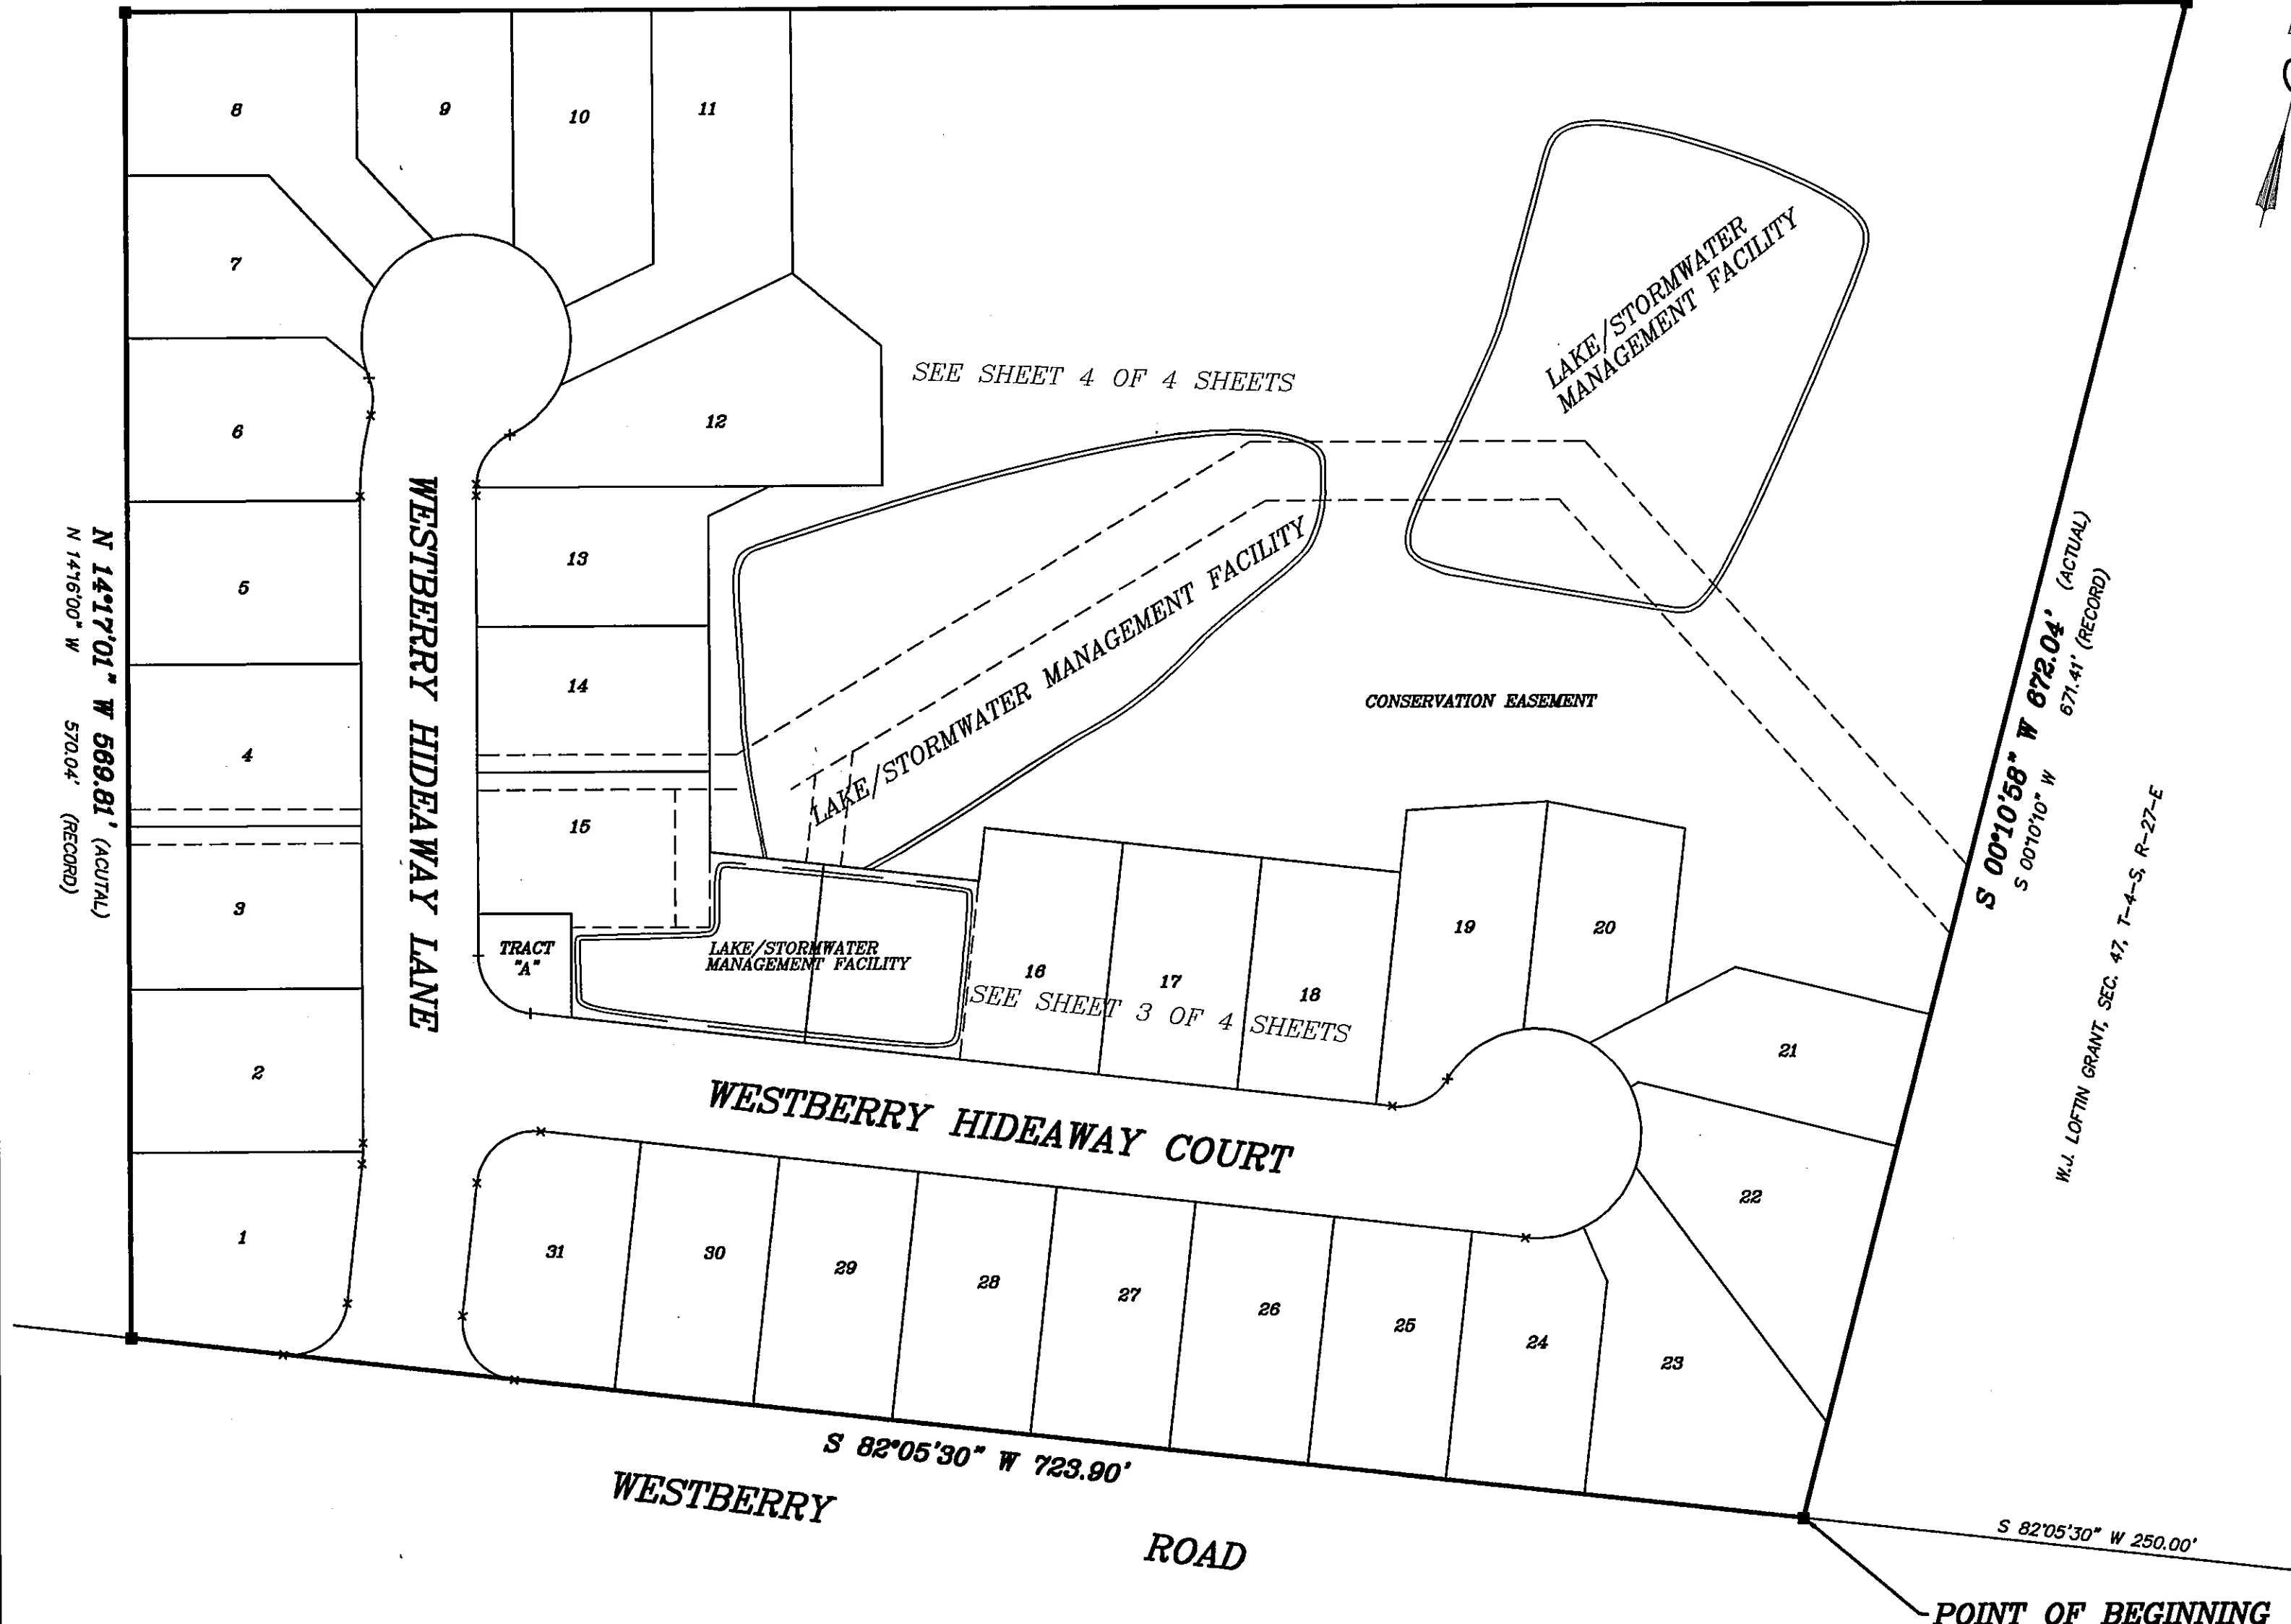 8
9
10
11
7
6
12
5
13
4
14
3
15
2
1
WESTBERRY HIDEAWAY LANE
N 14°17'01" W 569.81' (ACUTAL)
N 14°16'00" W 570.04' (RECORD)
SEE SHEET 4 OF 4 SHEETS
LAKE/STORMWATER
MANAGEMENT FACILITY
LAKE/STORMWATER MANAGEMENT FACILITY
CONSERVATION EASEMENT
S 00°10'58" W 672.04' (ACTUAL)
S 00°10'10" W 671.41' (RECORD)
W.J. LOFTIN GRANT, SEC. 47, T-4-S, R-27-E
TRACT
"A"
LAKE/STORMWATER
MANAGEMENT FACILITY
16
17
18
19
20
SEE SHEET 3 OF 4 SHEETS
21
22
WESTBERRY HIDEAWAY COURT
31
30
29
28
27
26
25
24
23
S 82°05'30" W 723.90'
WESTBERRY
ROAD
S 82°05'30" W 250.00'
POINT OF BEGINNING